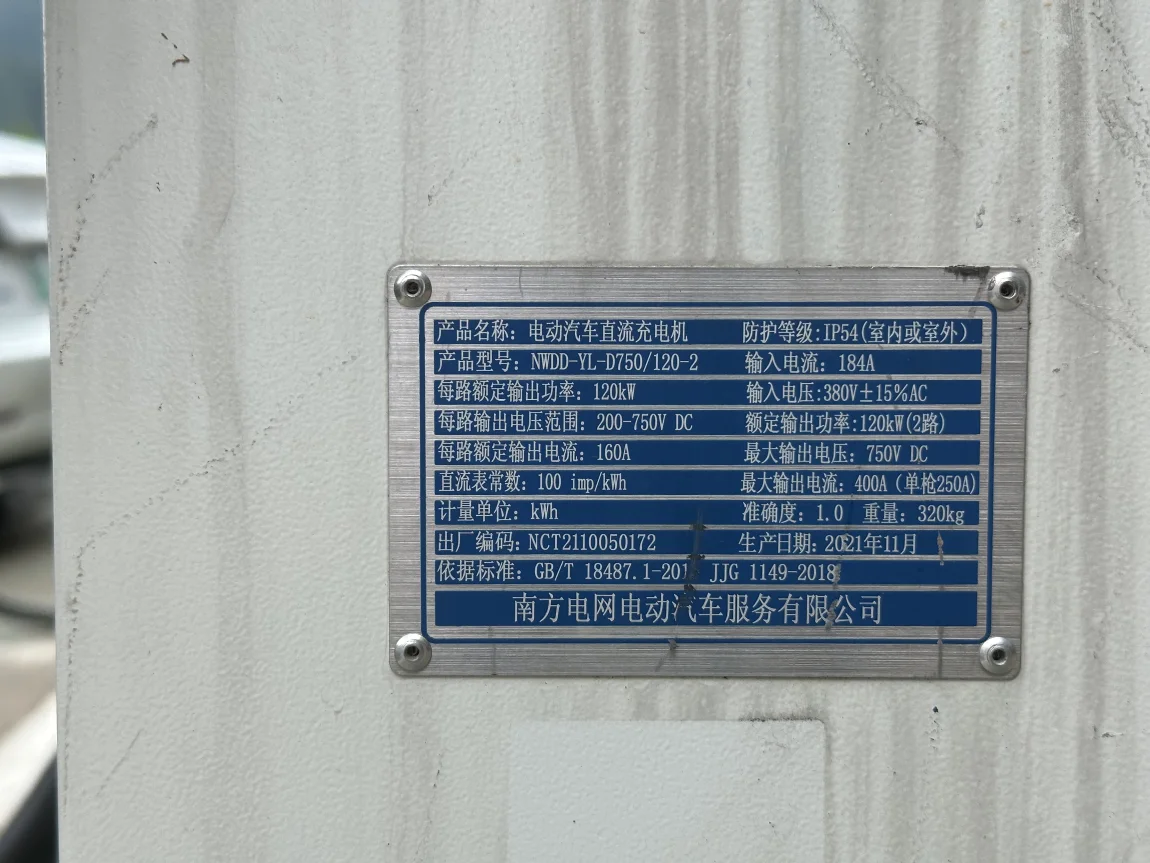 产品名称：电动汽车直流充电机 防护等级:IP54(室内或室外)
产品型号：NWDD-YL-D750/120-2 输入电流：184A
每路额定输出功率：120kW 输入电压:380V±15%AC
每路输出电压范围：200-750V DC 额定输出功率:120kW(2路)
每路额定输出电流：160A 最大输出电压：750V DC
直流表常数：100 imp/kWh 最大输出电流：400A（单枪250A)
计量单位：kWh 准确度：1.0 重量：320kg
出厂编码：NCT2110050172 生产日期：2021年11月
依据标准：GB/T JJG 1149-2018
南方电网电动汽车服务有限公司